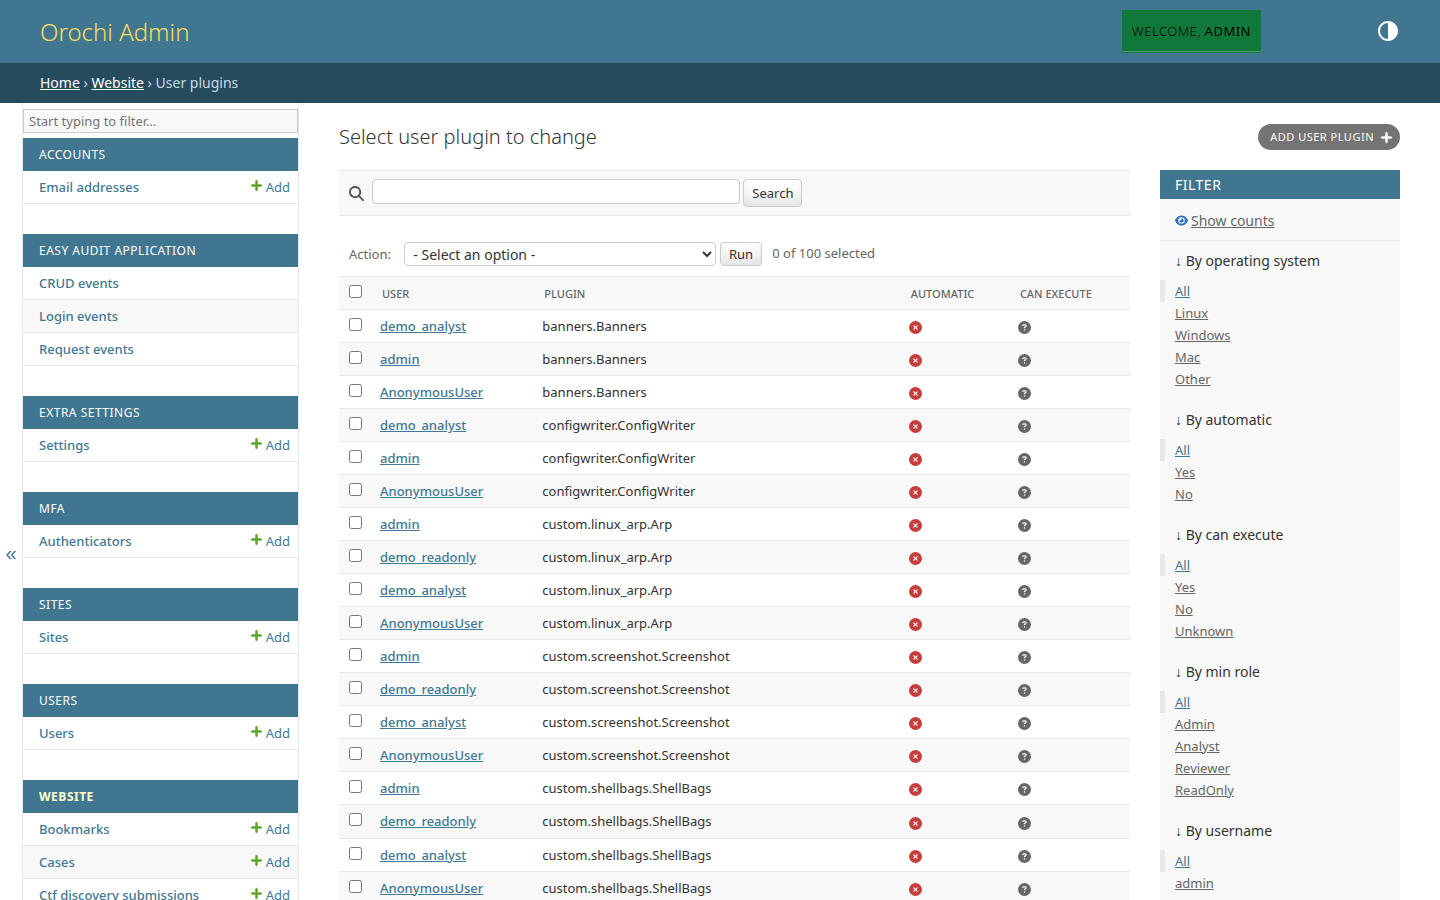 Orochi Admin
WELCOME, ADMIN
Home › Website › User plugins
Start typing to filter...
ACCOUNTS
Email addresses Add
EASY AUDIT APPLICATION
CRUD events
Login events
Request events
EXTRA SETTINGS
Settings Add
MFA
Authenticators Add
«
SITES
Sites Add
USERS
Users Add
WEBSITE
Bookmarks Add
Cases Add
Ctf discovery submissions Add
Select user plugin to change
ADD USER PLUGIN
Search
Action: - Select an option - Run 0 of 100 selected
USER PLUGIN AUTOMATIC CAN EXECUTE
demo_analyst banners.Banners
admin banners.Banners
AnonymousUser banners.Banners
demo_analyst configwriter.ConfigWriter
admin configwriter.ConfigWriter
AnonymousUser configwriter.ConfigWriter
admin custom.linux_arp.Arp
demo_readonly custom.linux_arp.Arp
demo_analyst custom.linux_arp.Arp
AnonymousUser custom.linux_arp.Arp
admin custom.screenshot.Screenshot
demo_readonly custom.screenshot.Screenshot
demo_analyst custom.screenshot.Screenshot
AnonymousUser custom.screenshot.Screenshot
admin custom.shellbags.ShellBags
demo_readonly custom.shellbags.ShellBags
demo_analyst custom.shellbags.ShellBags
AnonymousUser custom.shellbags.ShellBags
FILTER
Show counts
↓ By operating system
All
Linux
Windows
Mac
Other
↓ By automatic
All
Yes
No
↓ By can execute
All
Yes
No
Unknown
↓ By min role
All
Admin
Analyst
Reviewer
ReadOnly
↓ By username
All
admin